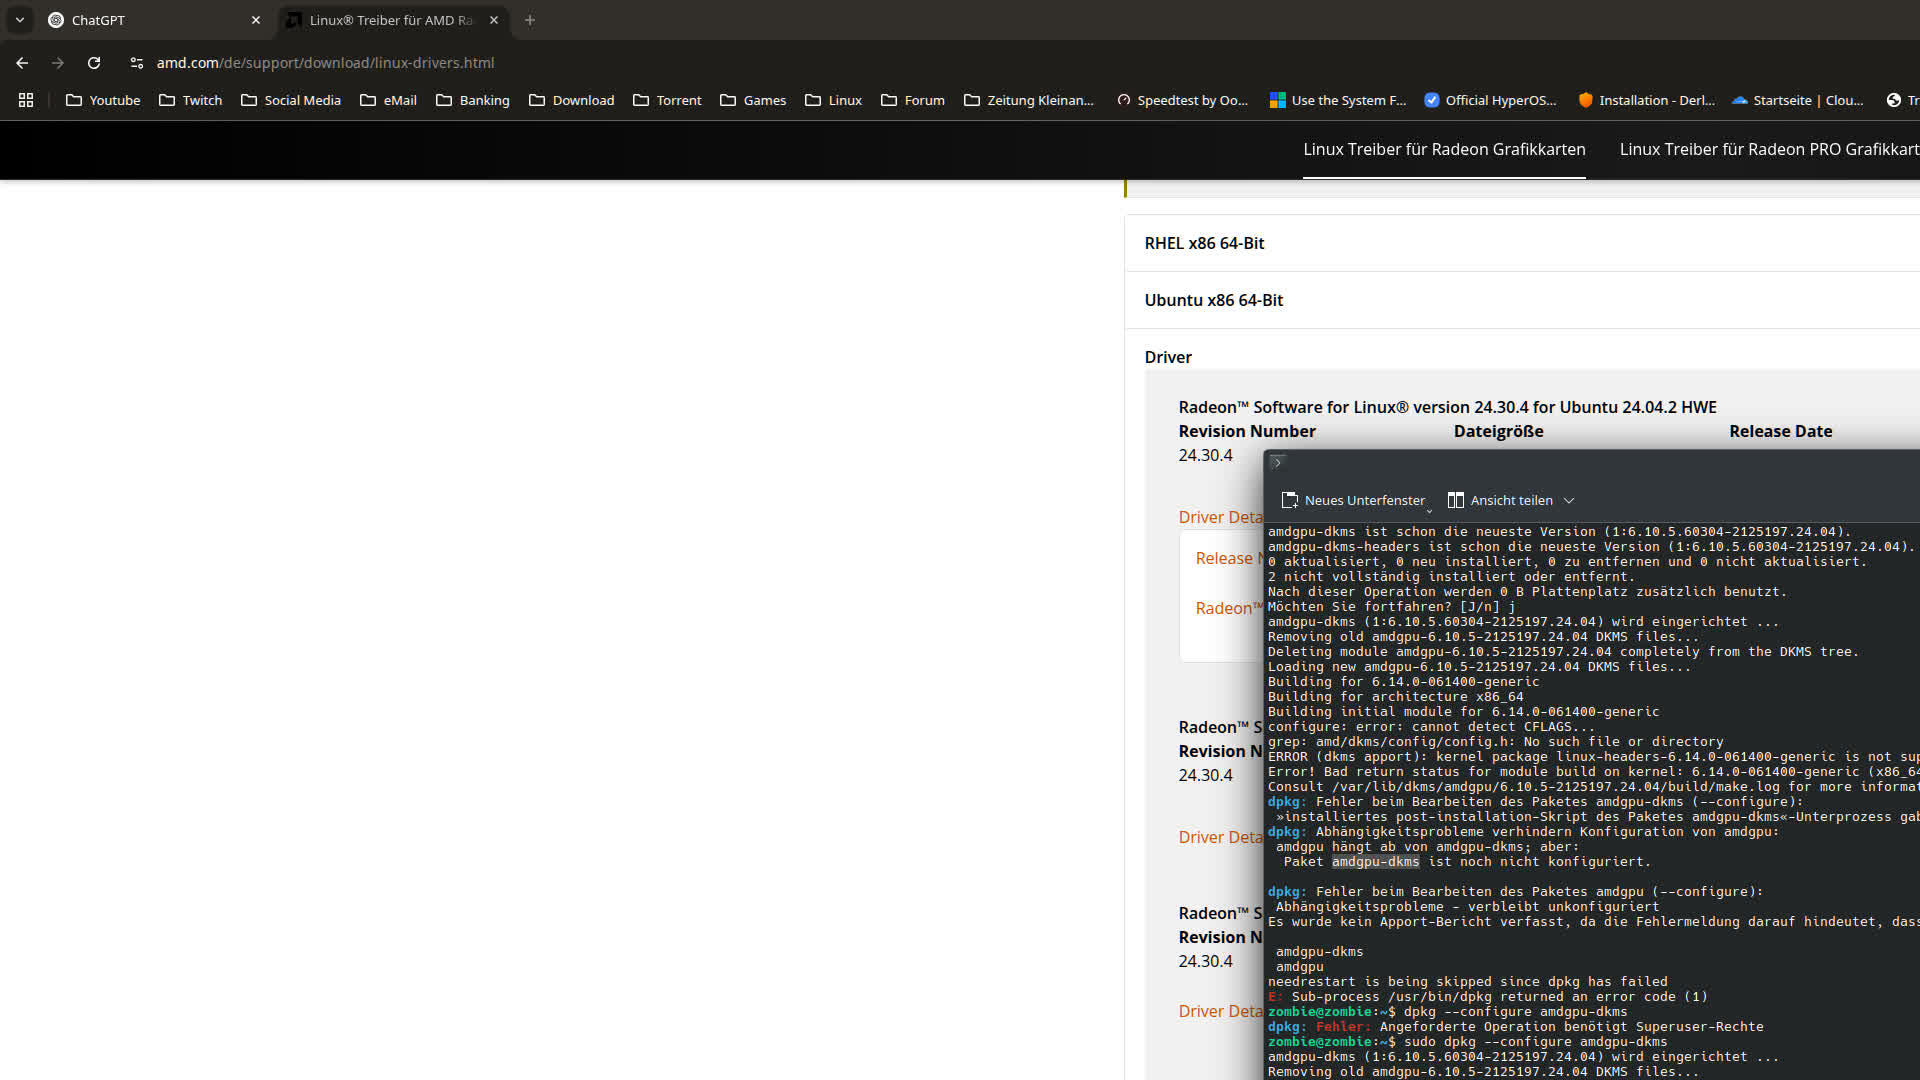 ChatGPT
Linux® Treiber für AMD Ra
amd.com/de/support/download/linux-drivers.html
Youtube
Twitch
Social Media
eMail
Banking
Download
Torrent
Games
Linux
Forum
Zeitung Kleinan...
Speedtest by Oo...
Use the System F...
Official HyperOS...
Installation - Derl...
Startseite | Clou...
Tr
Linux Treiber für Radeon Grafikkarten
Linux Treiber für Radeon PRO Grafikkart
RHEL x86 64-Bit
Ubuntu x86 64-Bit
Driver
Radeon™ Software for Linux® version 24.30.4 for Ubuntu 24.04.2 HWE
Revision Number
Dateigröße
Release Date
24.30.4
Driver Deta
Release N
Radeon™
Radeon™ S
Revision N
24.30.4
Driver Deta
Radeon™ S
Revision N
24.30.4
Driver Deta
Neues Unterfenster
Ansicht teilen
amdgpu-dkms ist schon die neueste Version (1:6.10.5.60304-2125197.24.04).
amdgpu-dkms-headers ist schon die neueste Version (1:6.10.5.60304-2125197.24.04).
0 aktualisiert, 0 neu installiert, 0 zu entfernen und 0 nicht aktualisiert.
2 nicht vollständig installiert oder entfernt.
Nach dieser Operation werden 0 B Plattenplatz zusätzlich benutzt.
Möchten Sie fortfahren? [J/n] j
amdgpu-dkms (1:6.10.5.60304-2125197.24.04) wird eingerichtet ...
Removing old amdgpu-6.10.5-2125197.24.04 DKMS files...
Deleting module amdgpu-6.10.5-2125197.24.04 completely from the DKMS tree.
Loading new amdgpu-6.10.5-2125197.24.04 DKMS files...
Building for 6.14.0-061400-generic
Building for architecture x86_64
Building initial module for 6.14.0-061400-generic
configure: error: cannot detect CFLAGS...
grep: amd/dkms/config/config.h: No such file or directory
ERROR (dkms apport): kernel package linux-headers-6.14.0-061400-generic is not sup
Error! Bad return status for module build on kernel: 6.14.0-061400-generic (x86_64
Consult /var/lib/dkms/amdgpu/6.10.5-2125197.24.04/build/make.log for more informat
dpkg: Fehler beim Bearbeiten des Paketes amdgpu-dkms (--configure):
»installiertes post-installation-Skript des Paketes amdgpu-dkms«-Unterprozess gab
dpkg: Abhängigkeitsprobleme verhindern Konfiguration von amdgpu:
amdgpu hängt ab von amdgpu-dkms; aber:
Paket amdgpu-dkms ist noch nicht konfiguriert.
dpkg: Fehler beim Bearbeiten des Paketes amdgpu (--configure):
Abhängigkeitsprobleme - verbleibt unkonfiguriert
Es wurde kein Apport-Bericht verfasst, da die Fehlermeldung darauf hindeutet, dass
amdgpu-dkms
amdgpu
needrestart is being skipped since dpkg has failed
E: Sub-process /usr/bin/dpkg returned an error code (1)
zombie@zombie:~$ dpkg --configure amdgpu-dkms
dpkg: Fehler: Angeforderte Operation benötigt Superuser-Rechte
zombie@zombie:~$ sudo dpkg --configure amdgpu-dkms
amdgpu-dkms (1:6.10.5.60304-2125197.24.04) wird eingerichtet ...
Removing old amdgpu-6.10.5-2125197.24.04 DKMS files...